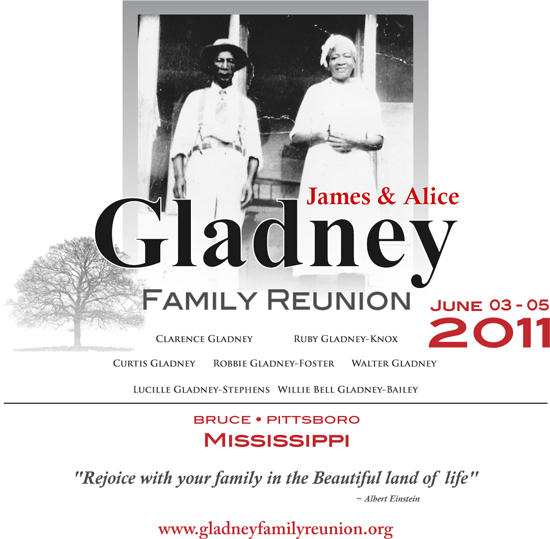 James & Alice
Gladney
Family Reunion
June 03 - 05
2011
Clarence Gladney Ruby Gladney-Knox
Curtis Gladney Robbie Gladney-Foster Walter Gladney
Lucille Gladney-Stephens Willie Bell Gladney-Bailey
BRUCE • PITTSBORO
Mississippi
"Rejoice with your family in the Beautiful land of life"
~ Albert Einstein
www.gladneyfamilyreunion.org